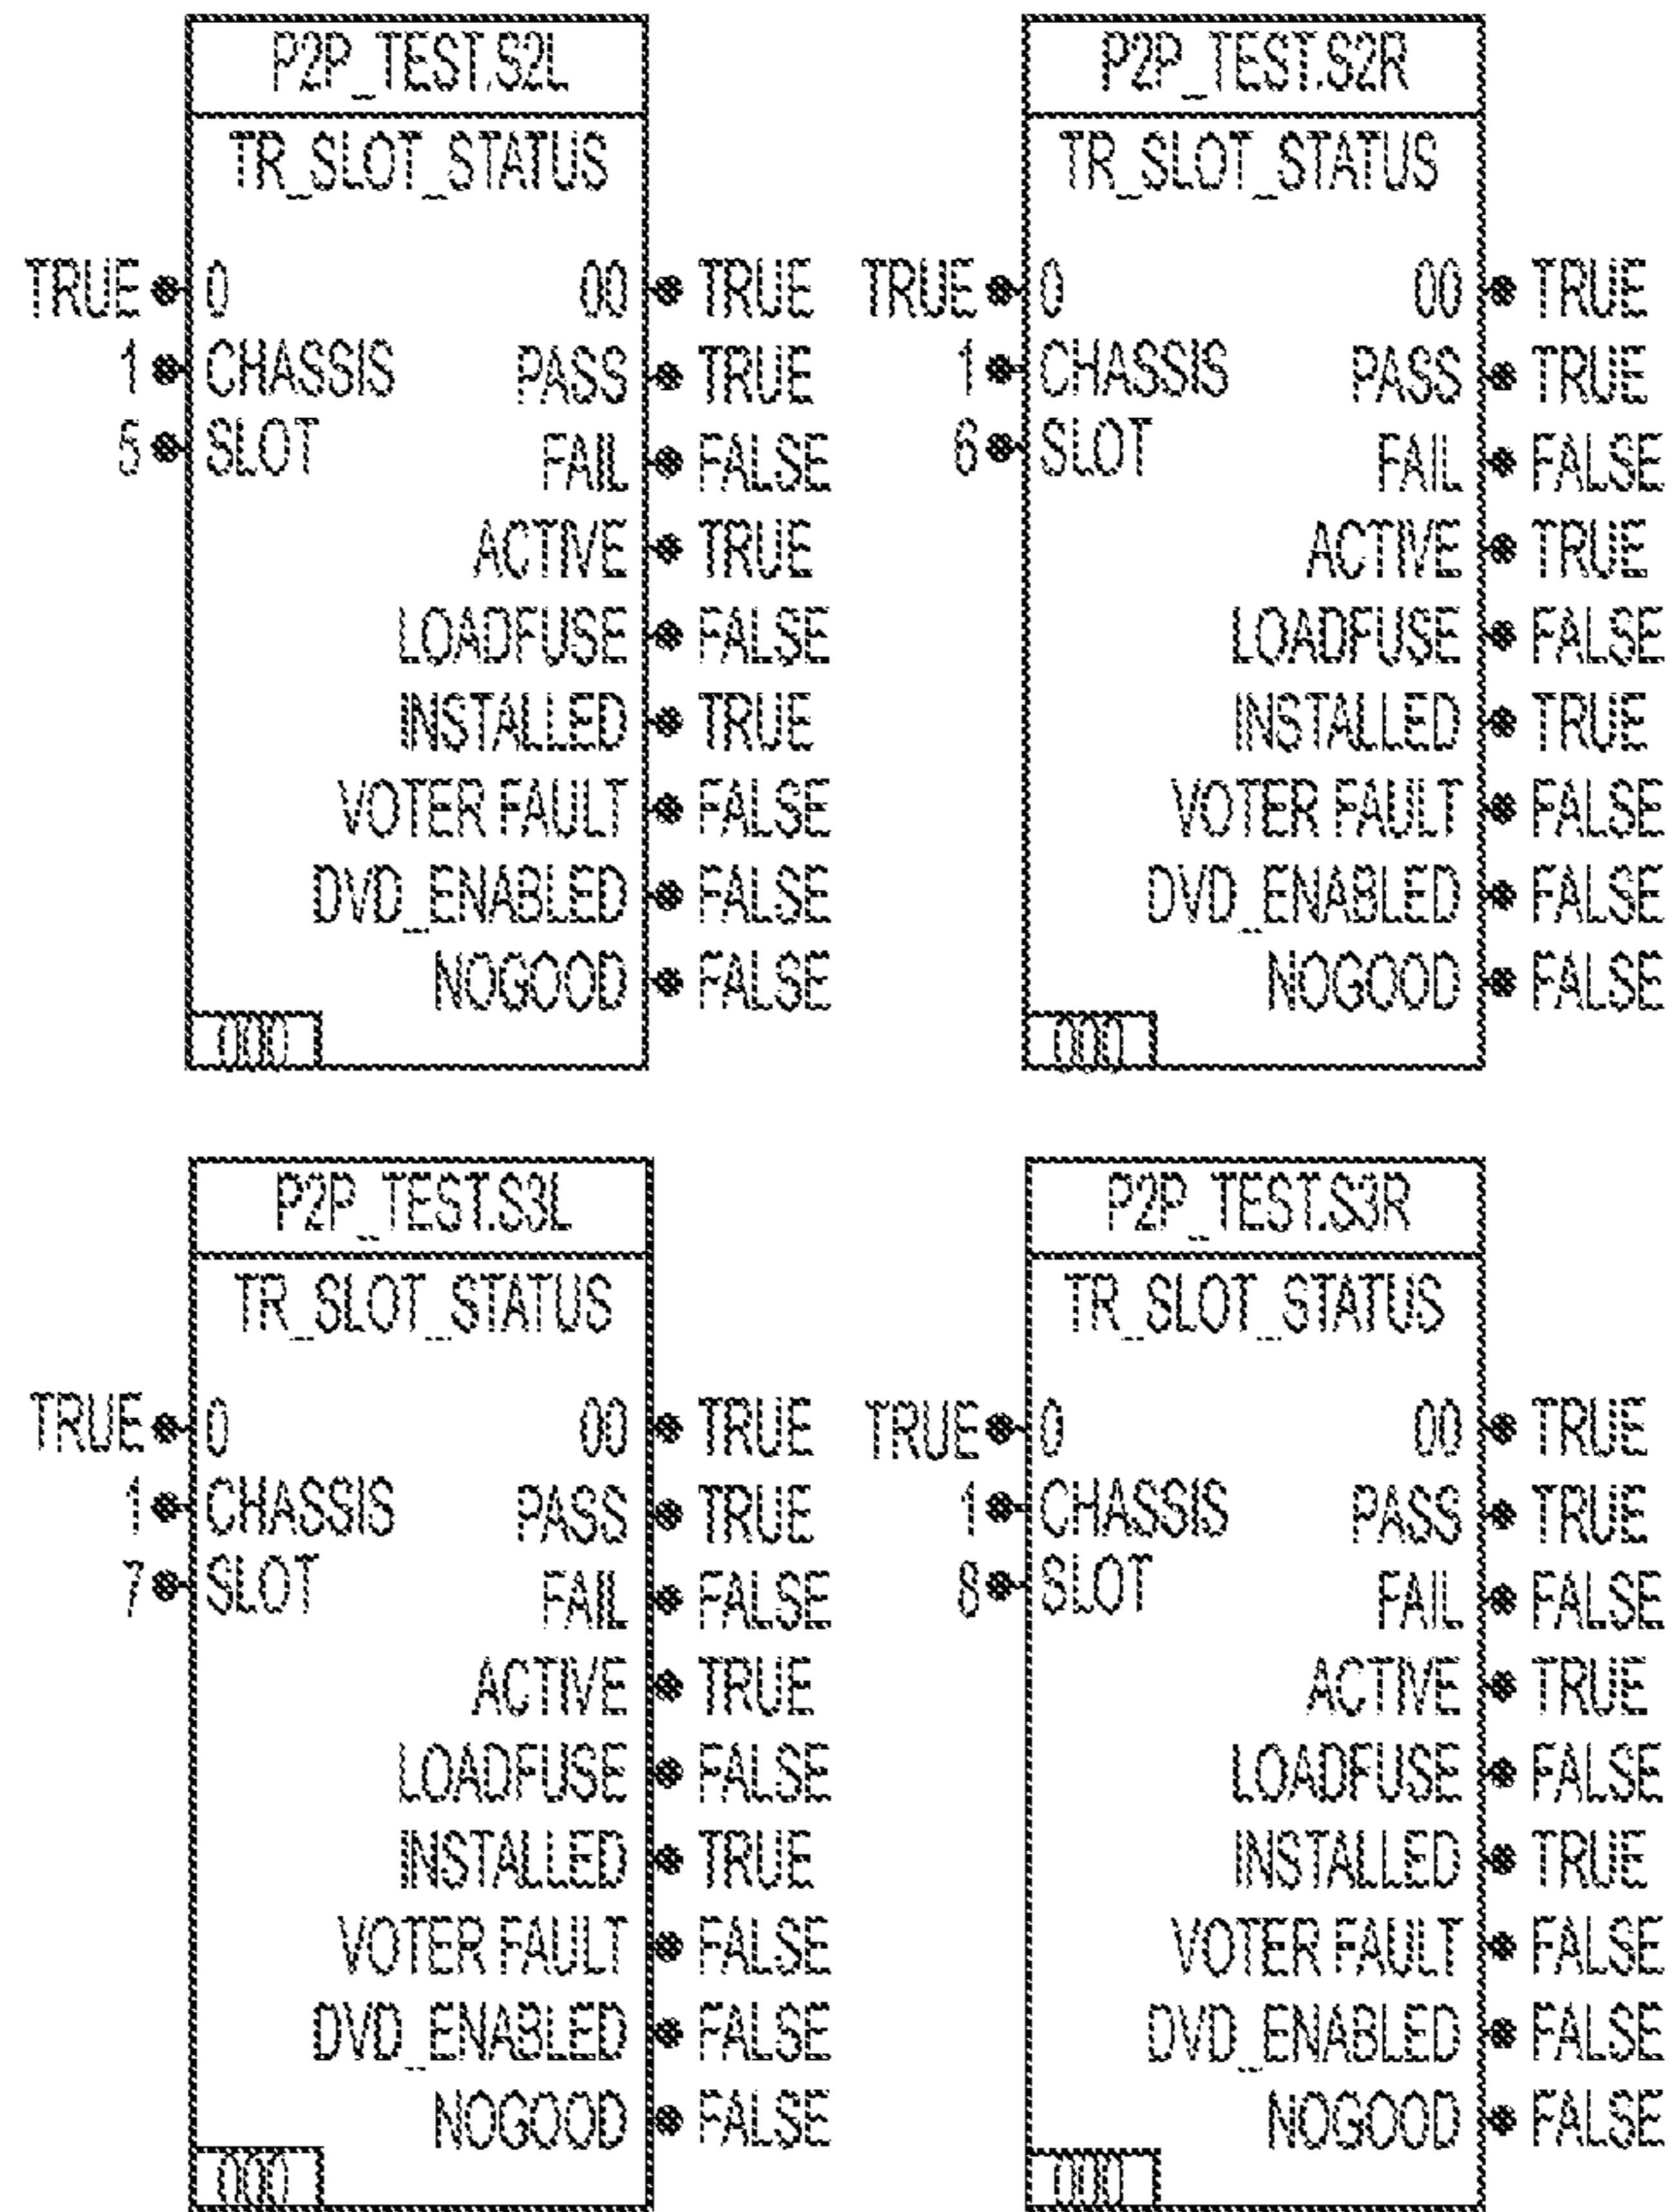 P2P_TEST.S2L
TR_SLOT_STATUS
TRUE 0 00 TRUE
1 CHASSIS PASS TRUE
5 SLOT FAIL FALSE
ACTIVE TRUE
LOADFUSE FALSE
INSTALLED TRUE
VOTER FAULT FALSE
DVD_ENABLED FALSE
NOGOOD FALSE
000
P2P_TEST.S2R
TR_SLOT_STATUS
TRUE 0 00 TRUE
1 CHASSIS PASS TRUE
6 SLOT FAIL FALSE
ACTIVE TRUE
LOADFUSE FALSE
INSTALLED TRUE
VOTER FAULT FALSE
DVD_ENABLED FALSE
NOGOOD FALSE
000
P2P_TEST.S3L
TR_SLOT_STATUS
TRUE 0 00 TRUE
1 CHASSIS PASS TRUE
7 SLOT FAIL FALSE
ACTIVE TRUE
LOADFUSE FALSE
INSTALLED TRUE
VOTER FAULT FALSE
DVD_ENABLED FALSE
NOGOOD FALSE
000
P2P_TEST.S3R
TR_SLOT_STATUS
TRUE 0 00 TRUE
1 CHASSIS PASS TRUE
8 SLOT FAIL FALSE
ACTIVE TRUE
LOADFUSE FALSE
INSTALLED TRUE
VOTER FAULT FALSE
DVD_ENABLED FALSE
NOGOOD FALSE
000